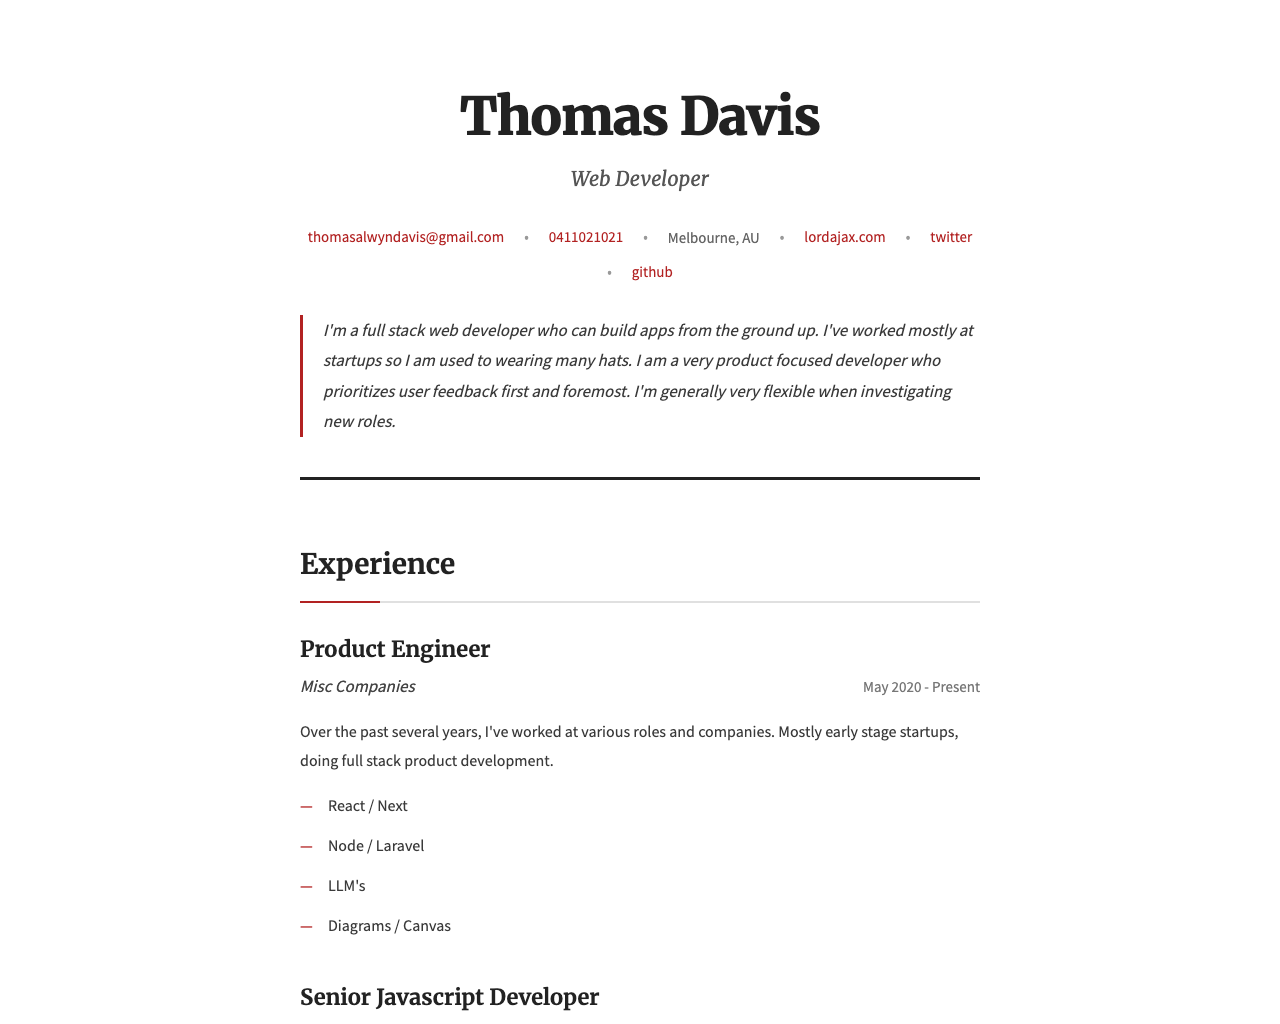 Thomas Davis
Web Developer
thomasalwyndavis@gmail.com • 0411021021 • Melbourne, AU • lordajax.com • twitter
• github
I'm a full stack web developer who can build apps from the ground up. I've worked mostly at
startups so I am used to wearing many hats. I am a very product focused developer who
prioritizes user feedback first and foremost. I'm generally very flexible when investigating
new roles.
Experience
Product Engineer
Misc Companies May 2020 - Present
Over the past several years, I've worked at various roles and companies. Mostly early stage startups,
doing full stack product development.
— React / Next
— Node / Laravel
— LLM's
— Diagrams / Canvas
Senior Javascript Developer